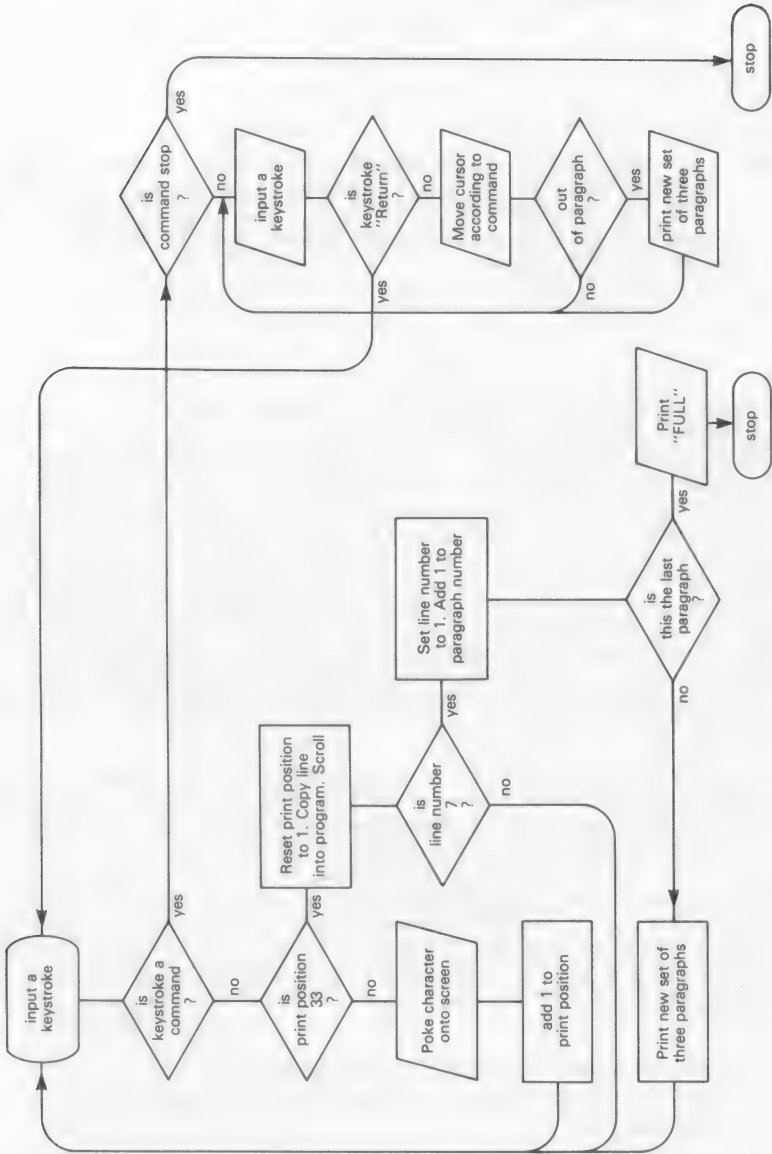 input a
keystroke
is
keystroke a
command
?
yes
no
is
print position
33
?
yes
no
Poke character
onto screen
add 1 to
print position
Reset print position
to 1. Copy line
into program. Scroll
is
line number
7
?
yes
no
Set line number
to 1. Add 1 to
paragraph number
is
this the last
paragraph
?
yes
no
Print
"FULL"
stop
Print new set of
three paragraphs
is
command stop
?
yes
no
input a
keystroke
is
keystroke
"Return"
?
yes
no
Move cursor
according to
command
out
of paragraph
?
yes
no
print new set
of three
paragraphs
stop